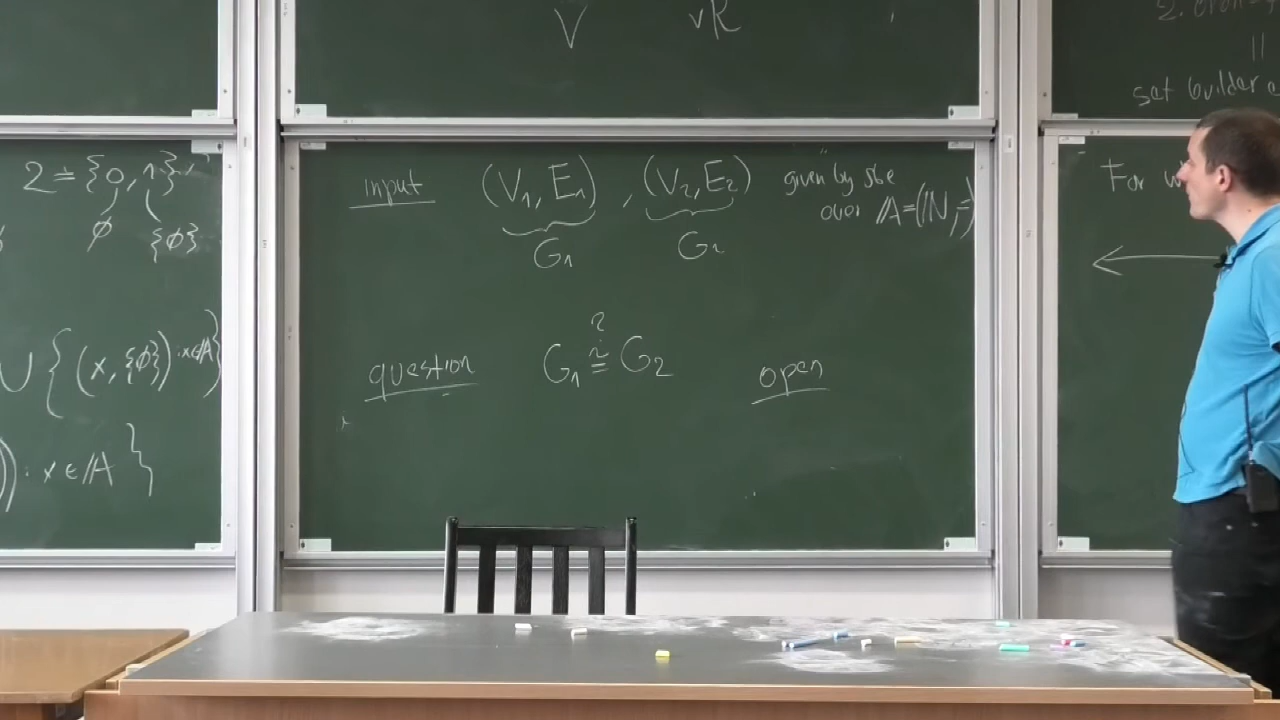 V vR
2.
||
set builder
2 = {0, 1}
∅ {∅}
∪ {(x, {∅}) : x∈𝔸}
) : x∈𝔸}
input (V₁, E₁), (V₂, E₂) given by sbe
over 𝔸=(ℕ,=)
G₁ G₂
?
question G₁ ≅ G₂ open
For
←